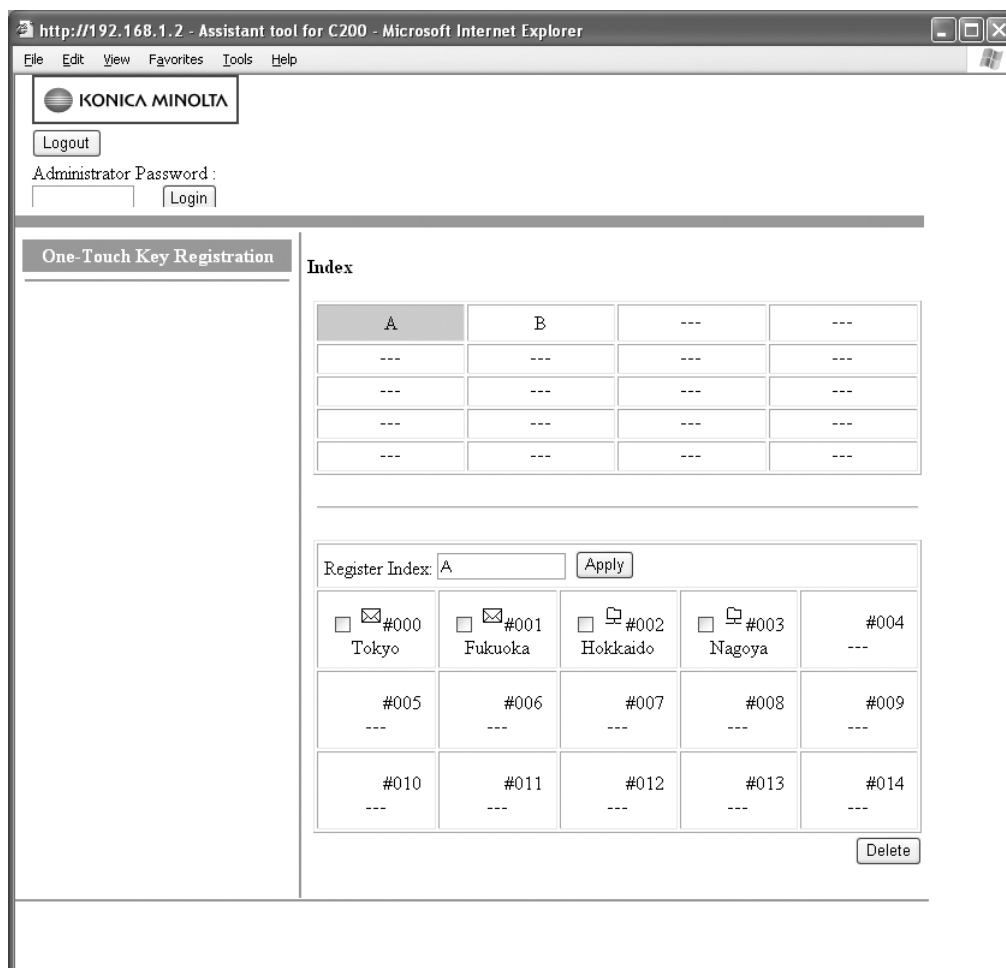 http://192.168.1.2 - Assistant tool for C200 - Microsoft Internet Explorer
File Edit View Favorites Tools Help
KONICA MINOLTA
Logout
Administrator Password :
Login
One-Touch Key Registration
Index
A B --- ---
--- --- --- ---
--- --- --- ---
--- --- --- ---
--- --- --- ---
Register Index: A Apply
#000 #001 #002 #003 #004
Tokyo Fukuoka Hokkaido Nagoya ---
#005 #006 #007 #008 #009
--- --- --- --- ---
#010 #011 #012 #013 #014
--- --- --- --- ---
Delete